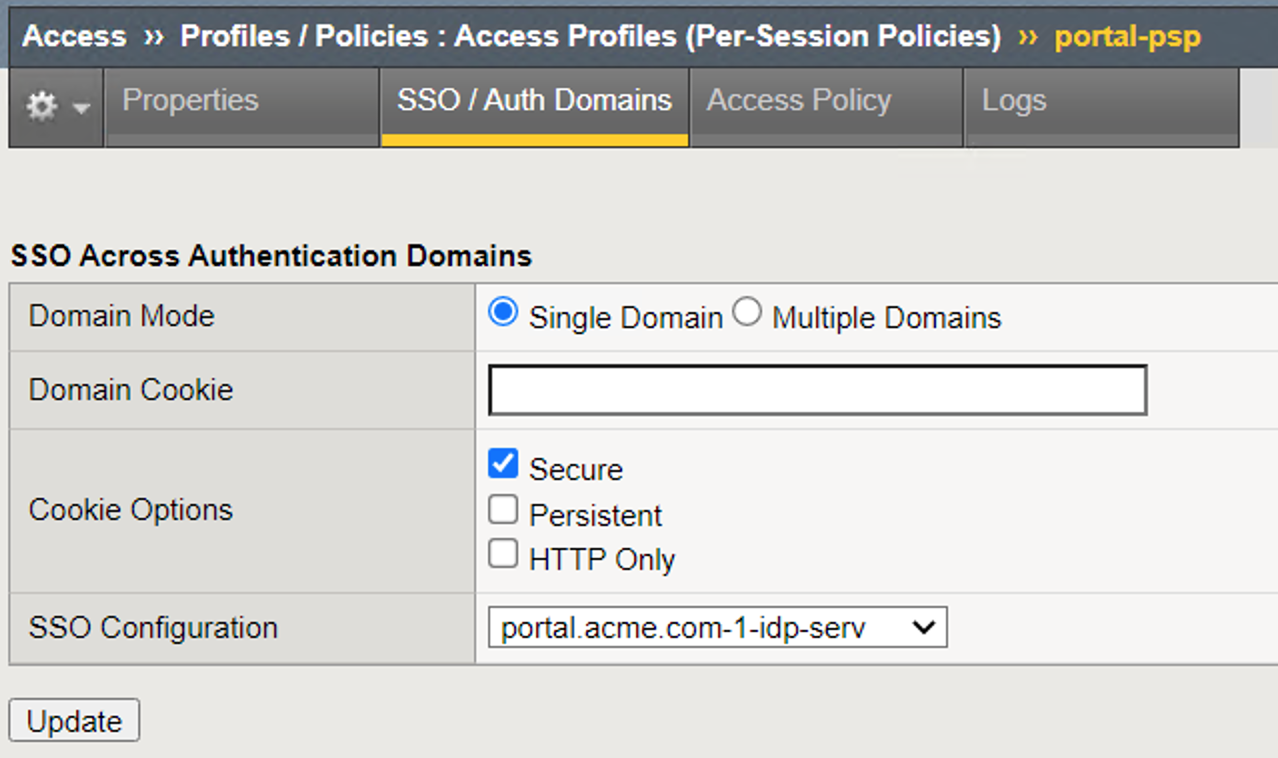 Access ›› Profiles / Policies : Access Profiles (Per-Session Policies) ›› portal-psp
Properties SSO / Auth Domains Access Policy Logs
SSO Across Authentication Domains
Domain Mode Single Domain Multiple Domains
Domain Cookie
Secure
Cookie Options Persistent
HTTP Only
SSO Configuration portal.acme.com-1-idp-serv
Update